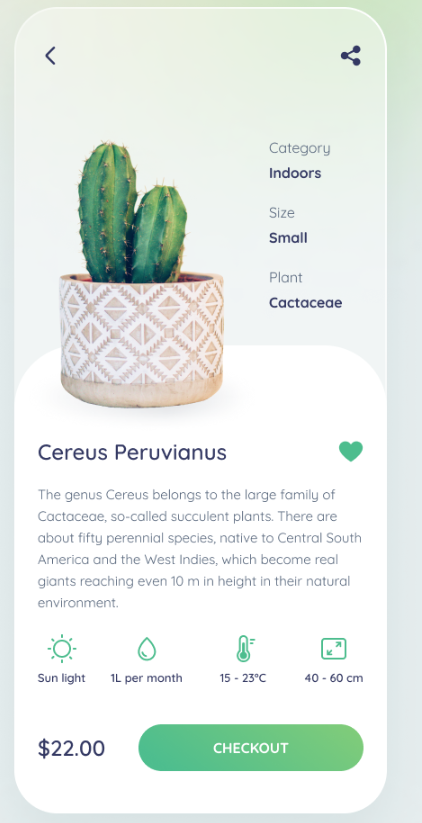 Category
Indoors
Size
Small
Plant
Cactaceae
Cereus Peruvianus
The genus Cereus belongs to the large family of
Cactaceae, so-called succulent plants. There are
about fifty perennial species, native to Central South
America and the West Indies, which become real
giants reaching even 10 m in height in their natural
environment.
Sun light
1L per month
15 - 23°C
40 - 60 cm
$22.00
CHECKOUT